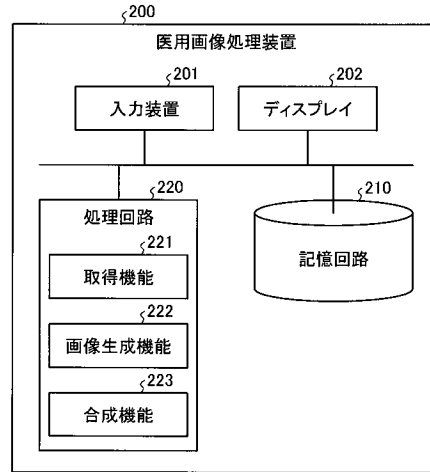 200
医用画像処理装置
201
入力装置
202
ディスプレイ
220
処理回路
221
取得機能
222
画像生成機能
223
合成機能
210
記憶回路